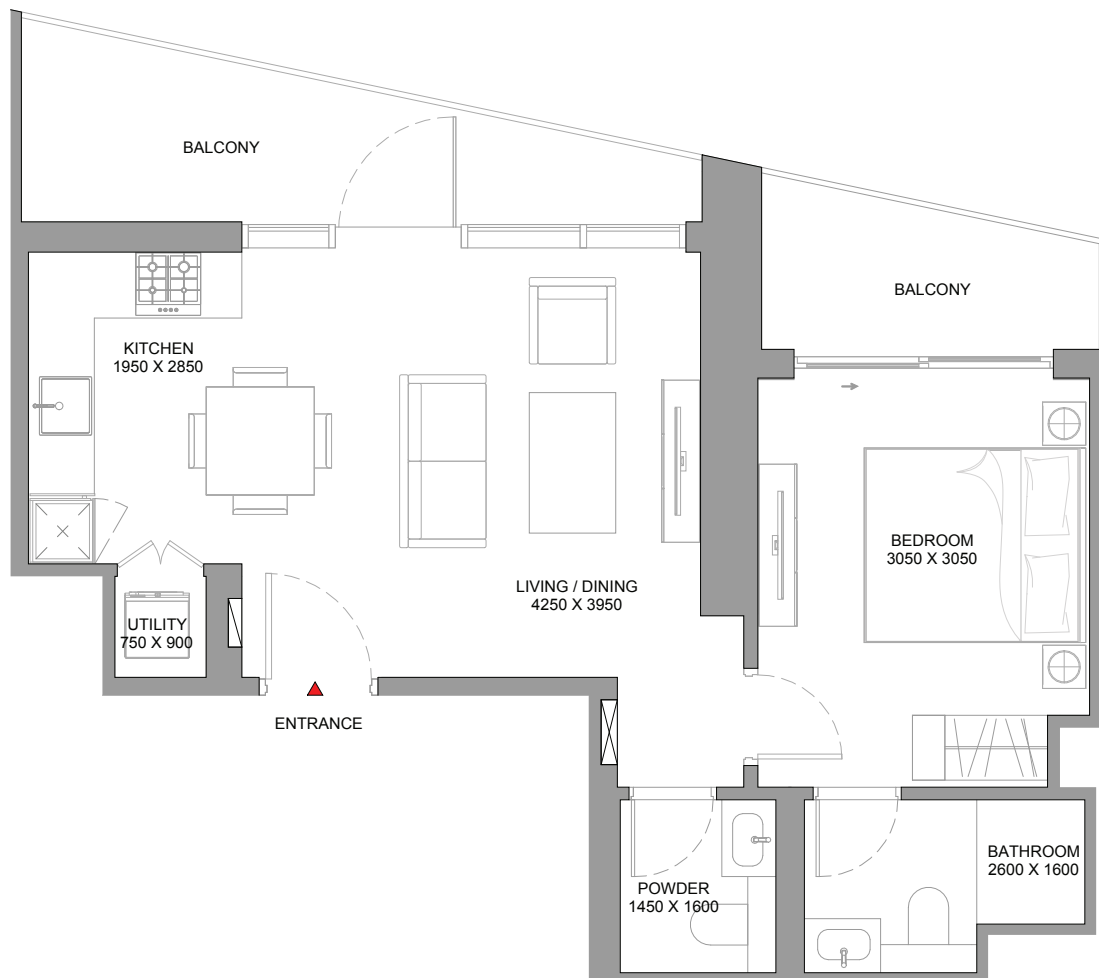 BALCONY
BALCONY
KITCHEN
1950 X 2850
BEDROOM
3050 X 3050
LIVING / DINING
4250 X 3950
UTILITY
750 X 900
ENTRANCE
BATHROOM
2600 X 1600
POWDER
1450 X 1600